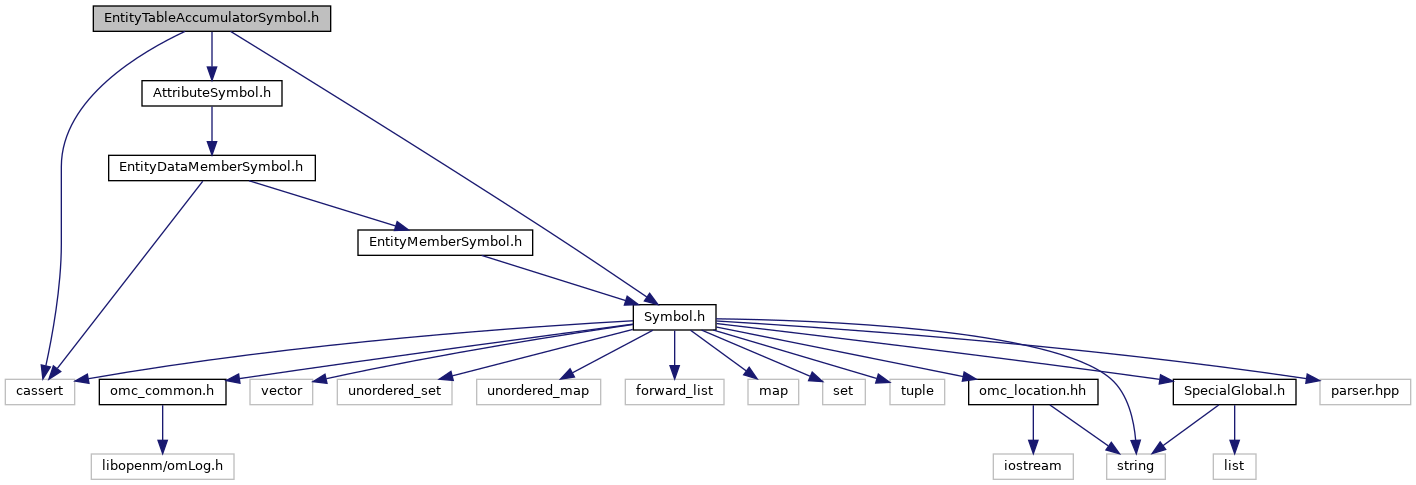 EntityTableAccumulatorSymbol.h
AttributeSymbol.h
EntityDataMemberSymbol.h
EntityMemberSymbol.h
Symbol.h
cassert
omc_common.h
vector
unordered_set
unordered_map
forward_list
map
set
tuple
omc_location.hh
SpecialGlobal.h
parser.hpp
libopenm/omLog.h
iostream
string
list